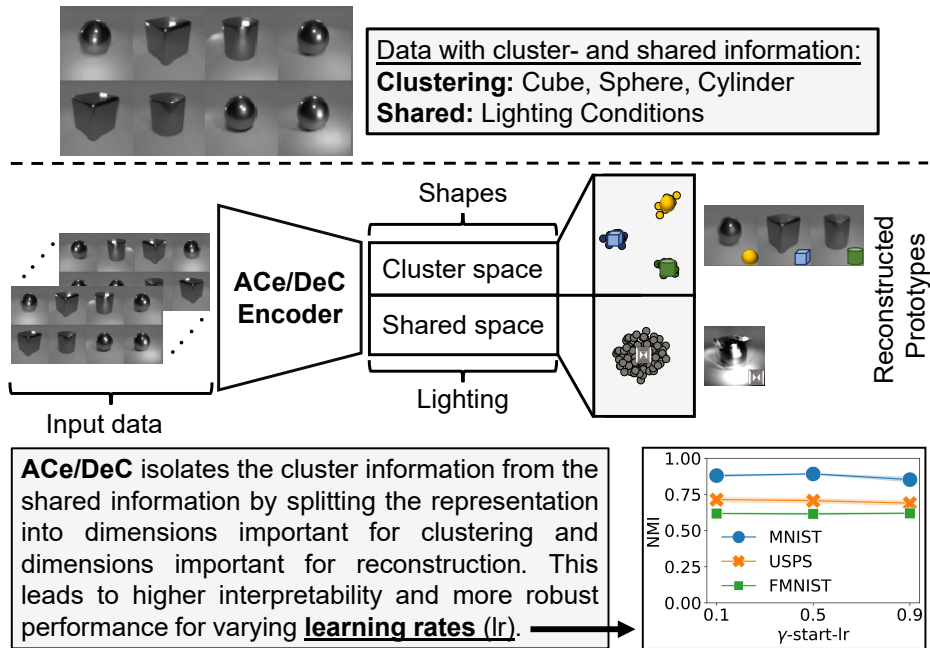 Data with cluster- and shared information:
Clustering: Cube, Sphere, Cylinder
Shared: Lighting Conditions
Shapes
ACe/DeC
Encoder
Cluster space
Shared space
Lighting
Input data
Reconstructed
Prototypes
ACe/DeC isolates the cluster information from the
shared information by splitting the representation
into dimensions important for clustering and
dimensions important for reconstruction. This
leads to higher interpretability and more robust
performance for varying learning rates (lr).
NMI
1.00
0.75
0.50
0.25
0.00
MNIST
USPS
FMNIST
0.1 0.5 0.9
γ-start-lr